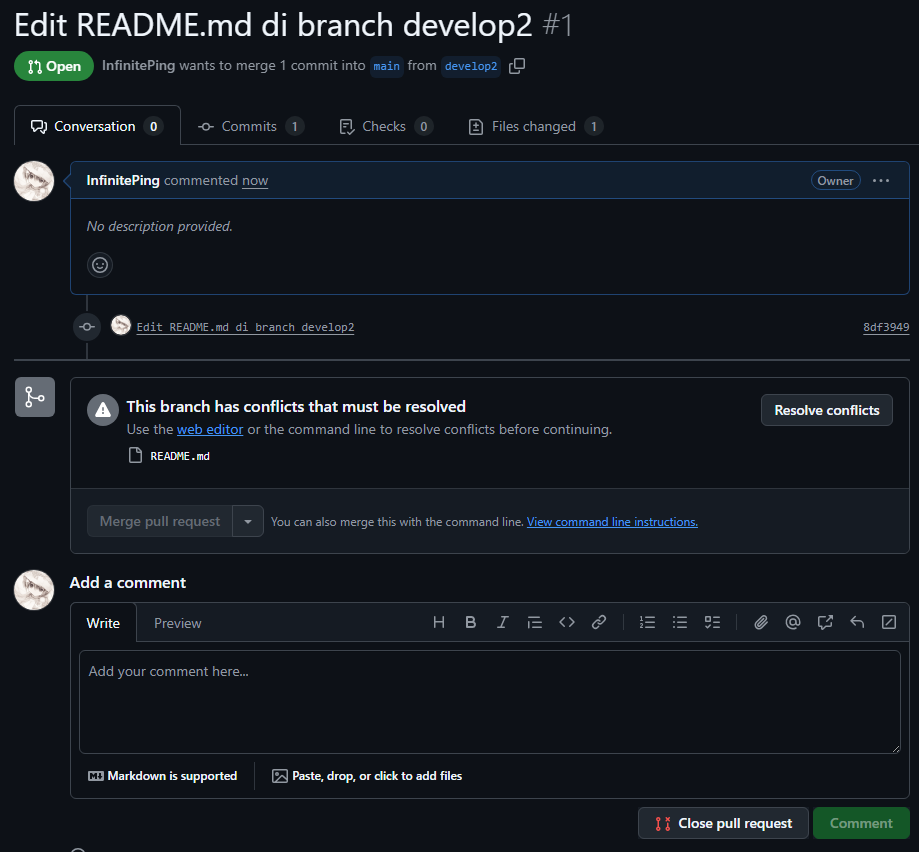 Edit README.md di branch develop2 #1
Open InfinitePing wants to merge 1 commit into main from develop2
Conversation 0 Commits 1 Checks 0 Files changed 1
InfinitePing commented now Owner
No description provided.
Edit README.md di branch develop2 8df3949
This branch has conflicts that must be resolved
Resolve conflicts
Use the web editor or the command line to resolve conflicts before continuing.
README.md
Merge pull request You can also merge this with the command line. View command line instructions.
Add a comment
Write Preview
Add your comment here...
Markdown is supported Paste, drop, or click to add files
Close pull request Comment